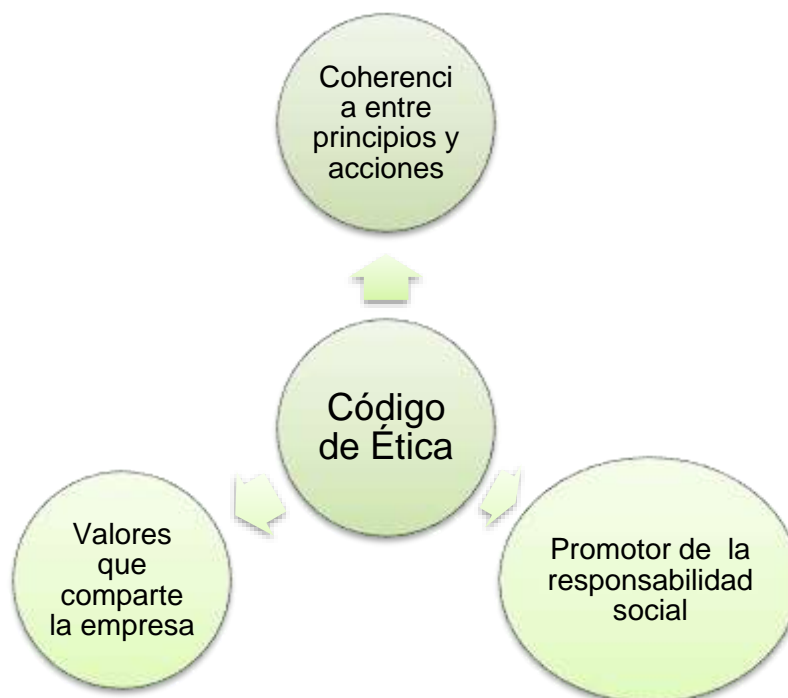 Coherenci
a entre
principios y
acciones
Código
de Ética
Valores
que
comparte
la empresa
Promotor de la
responsabilidad
social